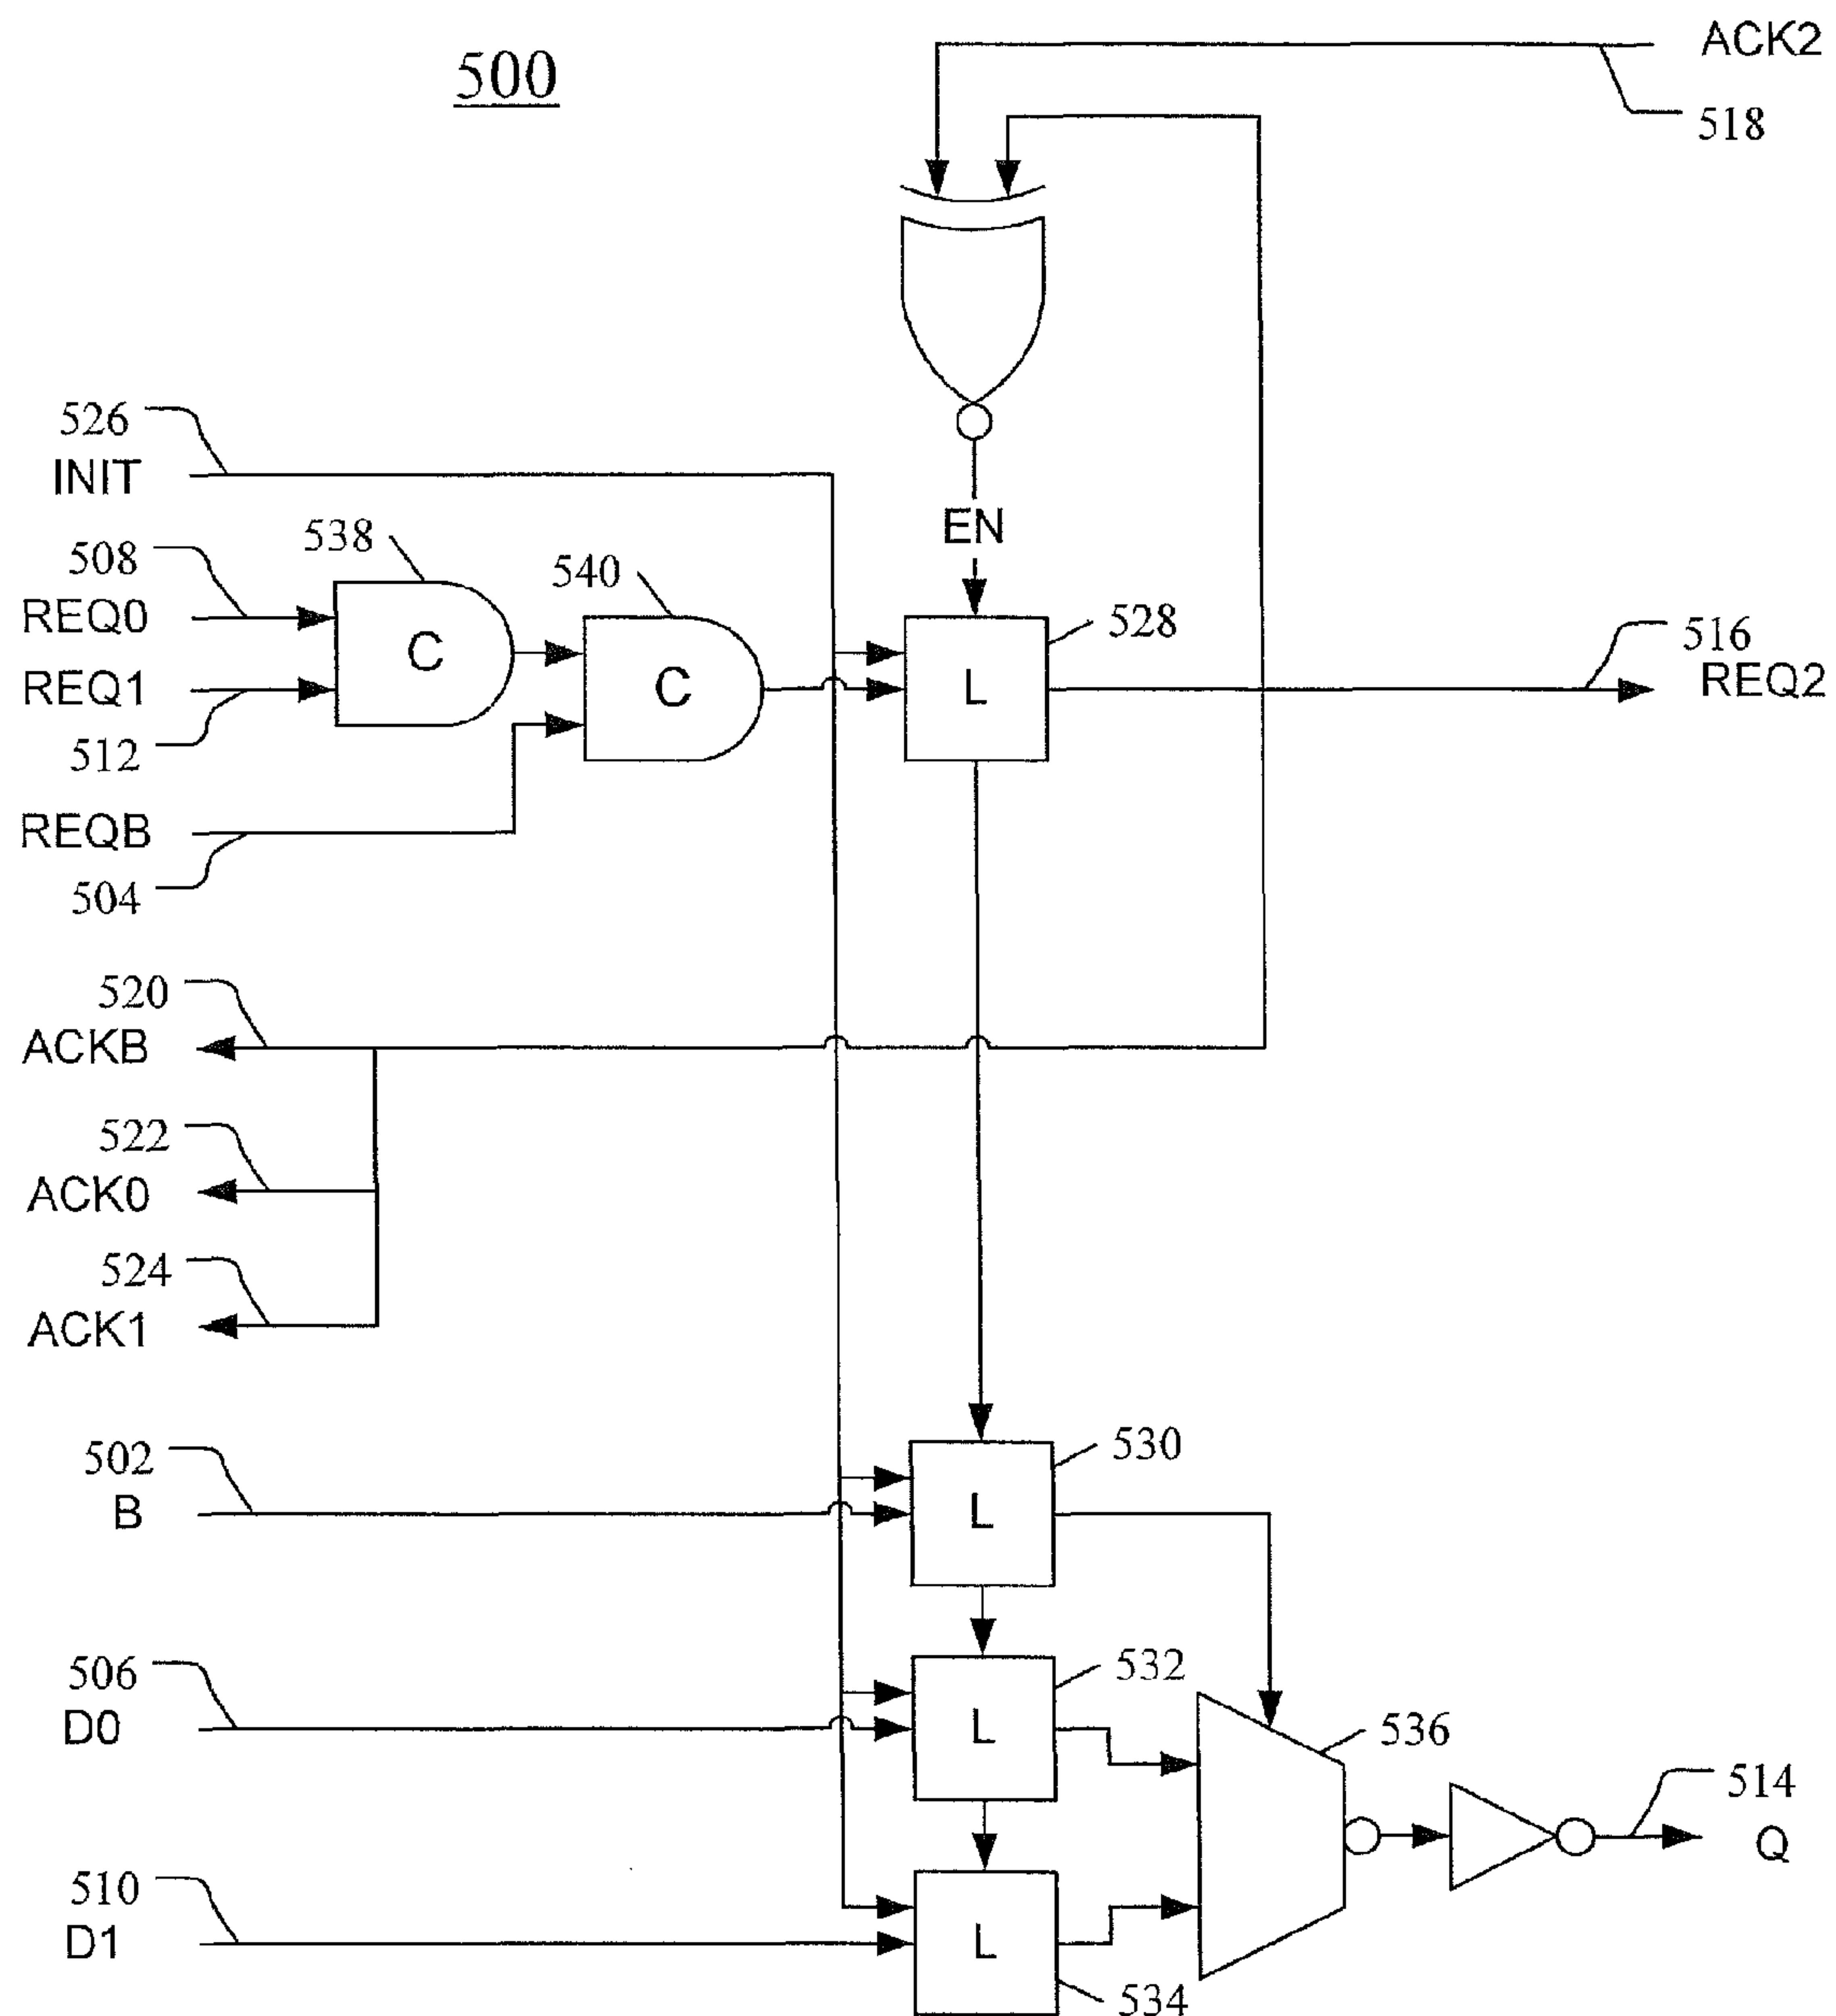 500
ACK2
518
526
INIT
538
508
REQ0
540
EN
528
516
REQ2
C
C
L
REQ1
512
REQB
504
520
ACKB
522
ACK0
524
ACK1
502
B
530
L
506
D0
532
L
536
514
Q
510
D1
L
534